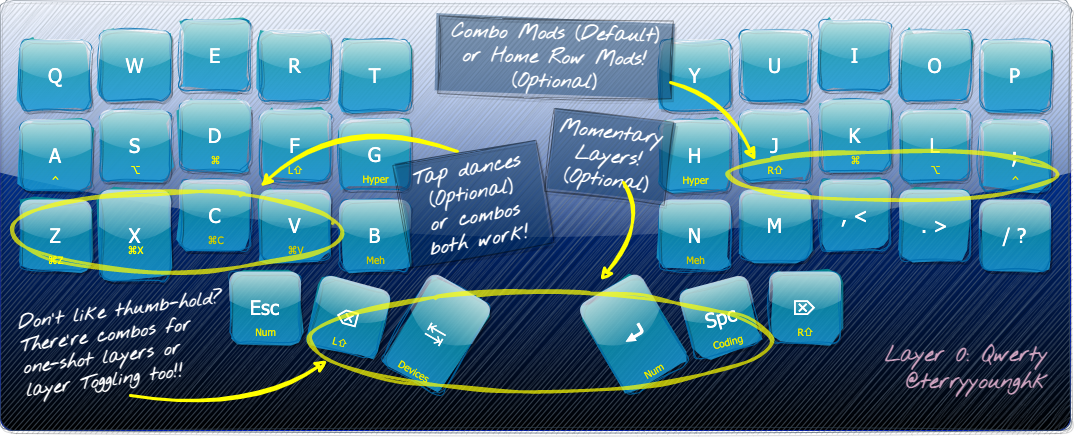 Combo Mods (Default)
or Home Row Mods!
(Optional)
Q W E R T
Y U I O P
Momentary
Layers!
(Optional)
Tap dances
(Optional)
or combos
both work!
A S D F G
^ ⌥ ⌘ L⇧ Hyper
H J K L ;
Hyper R⇧ ⌘ ⌥ ^
Z X C V B
⌘Z ⌘X ⌘C ⌘V Meh
N M , < . > / ?
Meh
Don't like thumb-hold?
There're combos for
one-shot layers or
layer Toggling too!!
Esc ⌫ ↹
Num L⇧ Devices
↵ Spc ⌦
Num Coding R⇧
Layer 0: Qwerty
@terryyounghk